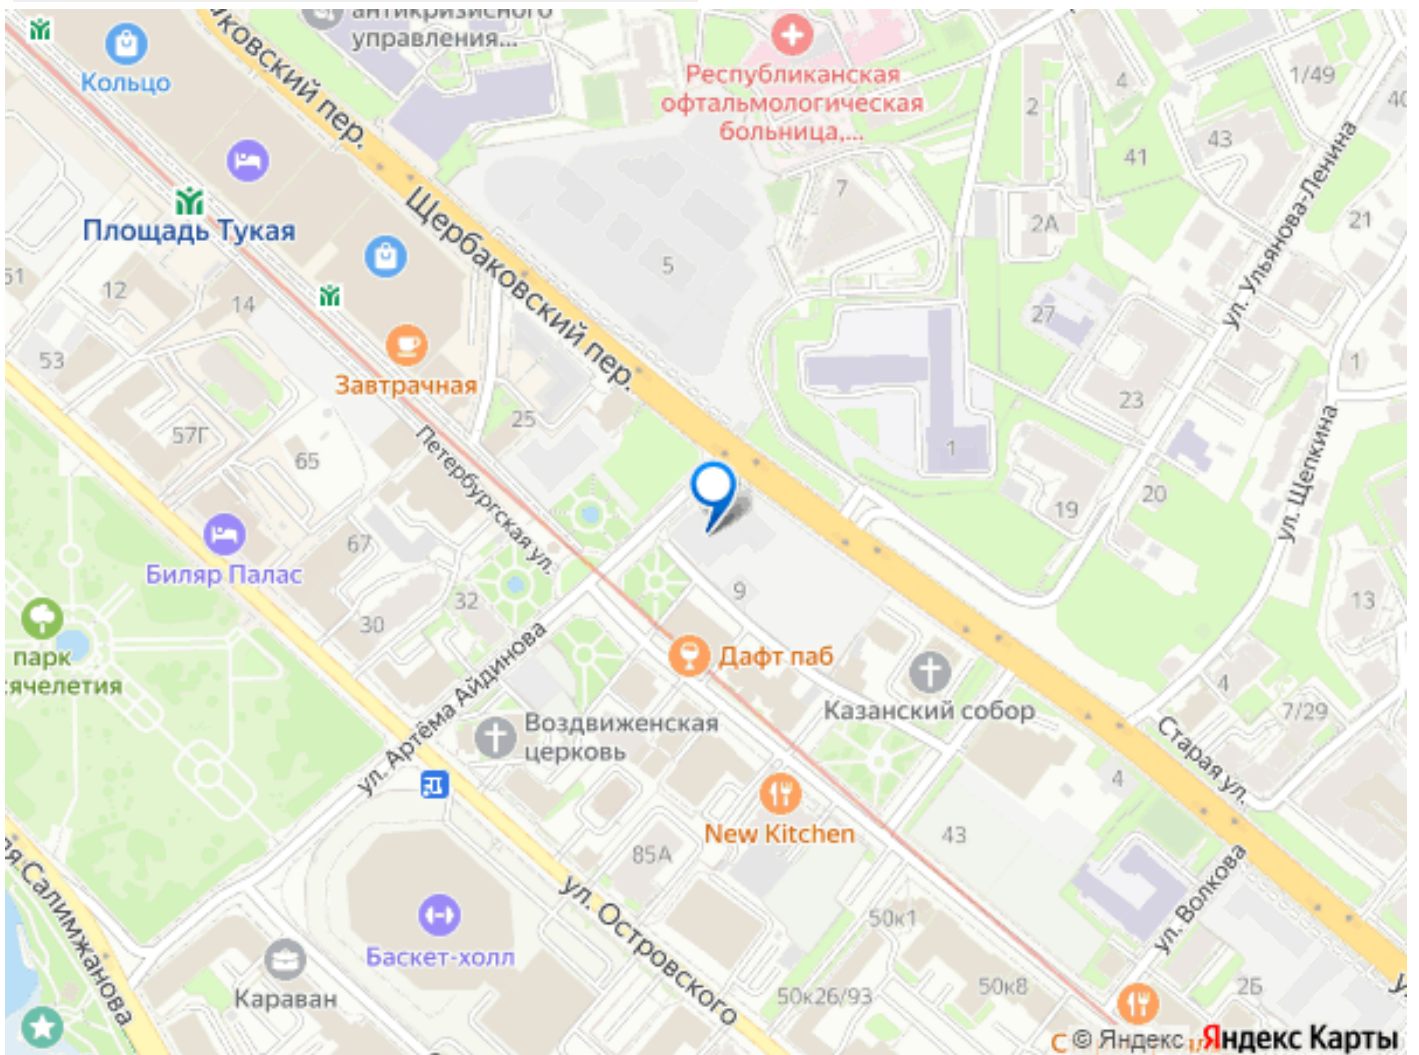 антикризисного
управления...
Кольцо
Республиканская
офтальмологическая
больница,...
4
1/49
40
2
43
41
7
Щербаковский пер.
Площадь Тукая
2А
21
ул. Ульянова-Ленина
5
51
12
14
27
53
Завтрачная
1
25
23
57Г
65
1
Петербургская ул.
20
19
ул. Щепкина
67
Биляр Палас
9
32
30
13
парк
ячелетия
Дафт паб
ул. Артёма Айдинова
Казанский собор
4
7/29
Воздвиженская
церковь
Старая ул.
4
New Kitchen
43
85А
ул. Волкова
ул. Островского
50к1
Баскет-холл
Салимжанова
Караван
50к26/93
50к8
2Б
© Яндекс
Яндекс Карты